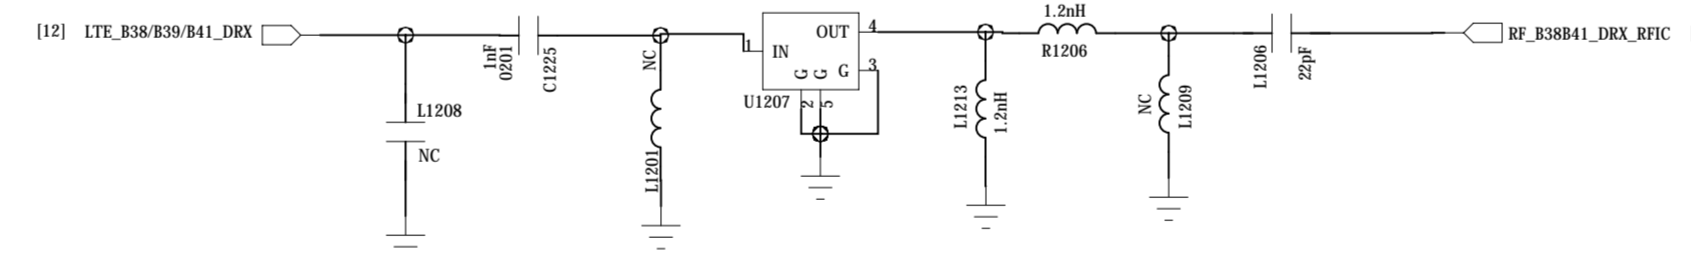 [12] LTE_B38/B39/B41_DRX
1nF
0201
C1225
L1208
NC
NC
L1201
1
IN
OUT
4
G
G
G
3
U1207
2
5
1.2nH
R1206
L1213
1.2nH
NC
L1209
L1206
22pF
RF_B38B41_DRX_RFIC